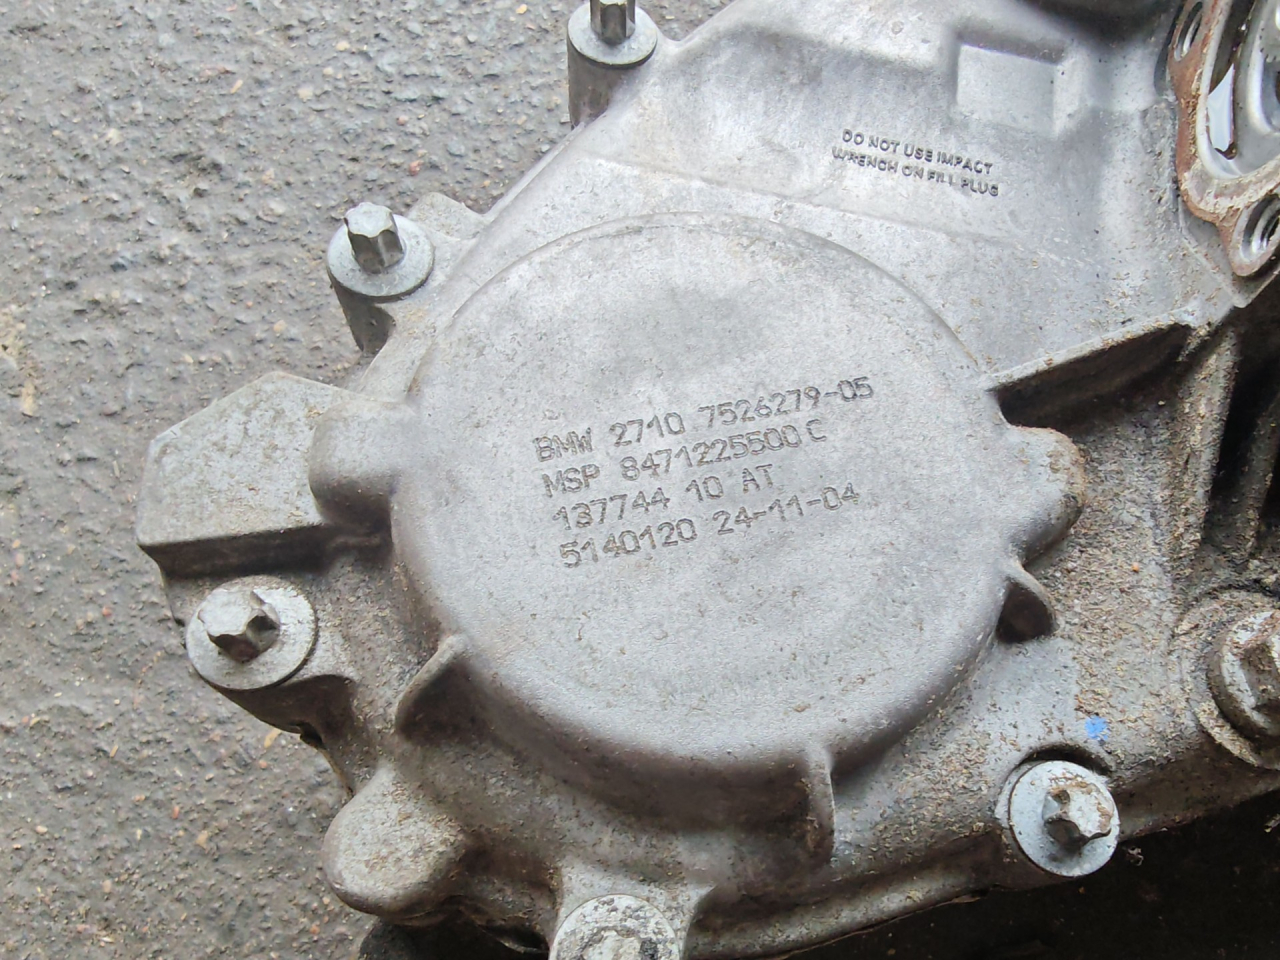 DO NOT USE IMPACT
WRENCH ON FILL PLUG
BMW 2710 7526279-05
MSP 8471225500 C
137744 10 AT
5140120 24-11-04